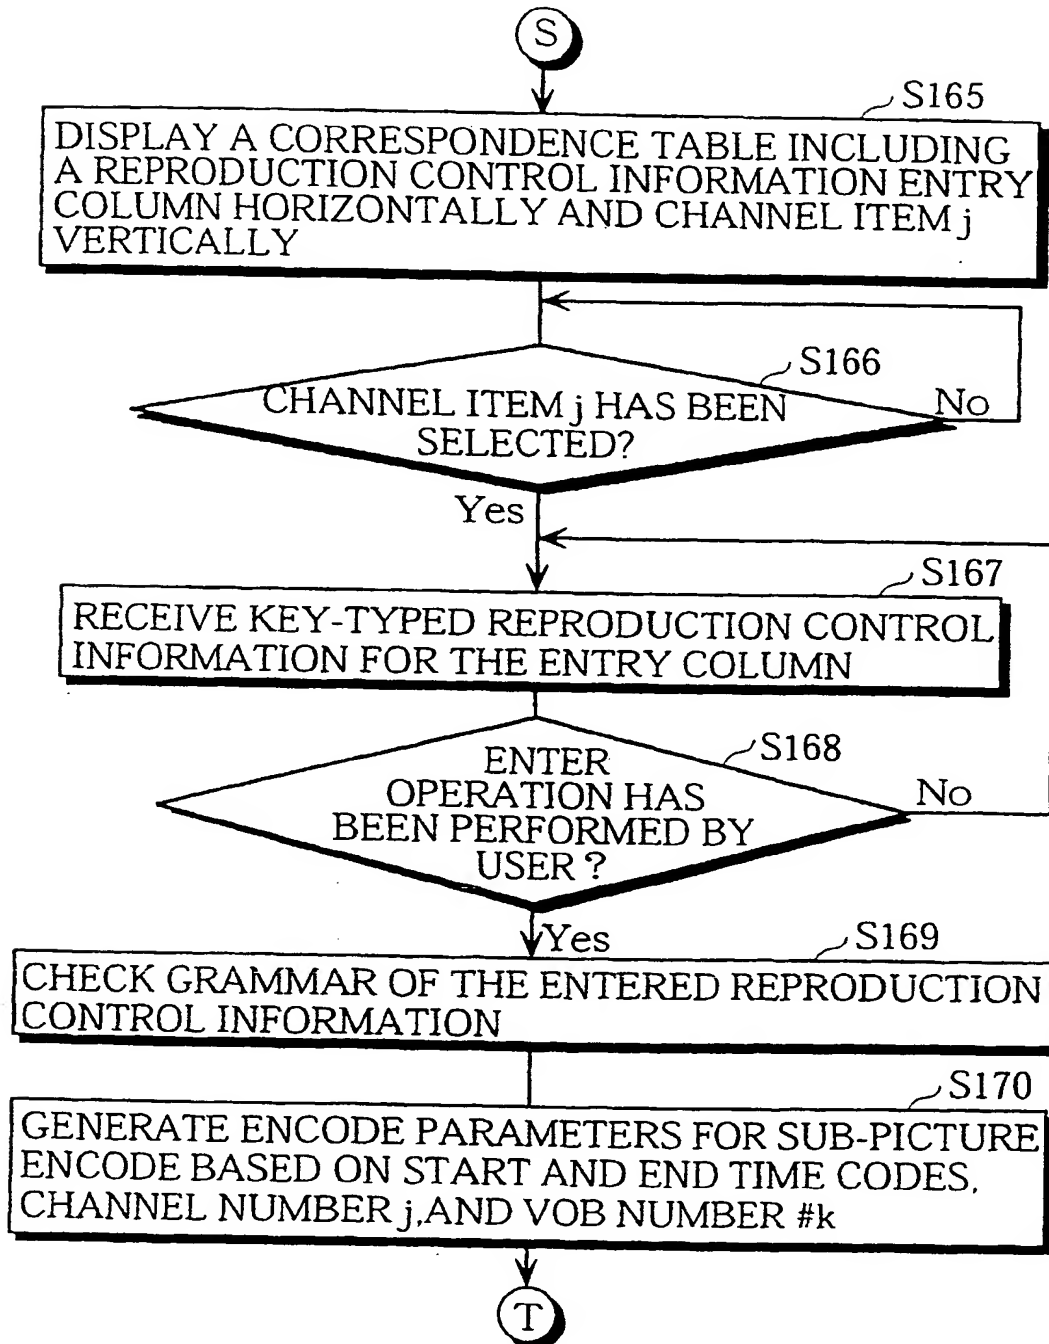 S
S165
DISPLAY A CORRESPONDENCE TABLE INCLUDING
A REPRODUCTION CONTROL INFORMATION ENTRY
COLUMN HORIZONTALLY AND CHANNEL ITEM j
VERTICALLY
S166
CHANNEL ITEM j HAS BEEN
SELECTED?
No
Yes
S167
RECEIVE KEY-TYPED REPRODUCTION CONTROL
INFORMATION FOR THE ENTRY COLUMN
S168
ENTER
OPERATION HAS
BEEN PERFORMED BY
USER ?
No
Yes
S169
CHECK GRAMMAR OF THE ENTERED REPRODUCTION
CONTROL INFORMATION
S170
GENERATE ENCODE PARAMETERS FOR SUB-PICTURE
ENCODE BASED ON START AND END TIME CODES,
CHANNEL NUMBER j,AND VOB NUMBER #k
T